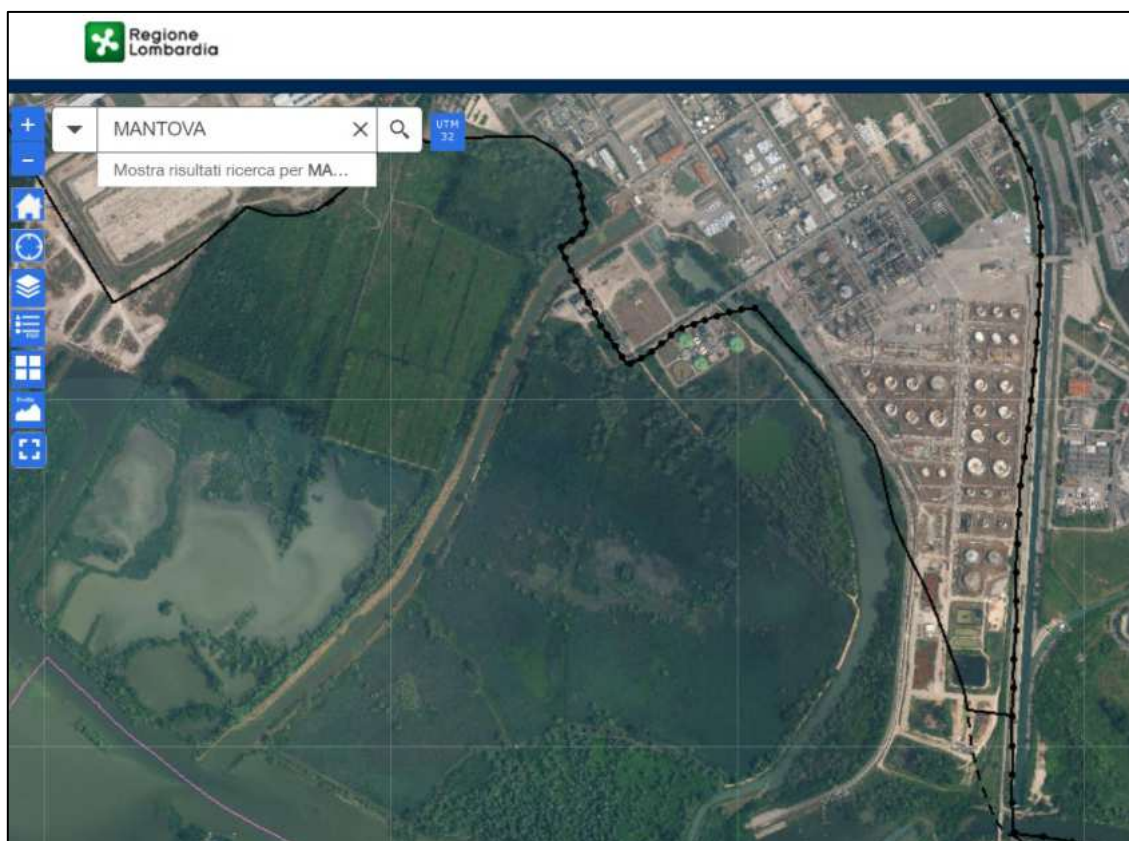 Regione
Lombardia
MANTOVA
UTM
32
Mostra risultati ricerca per MA...